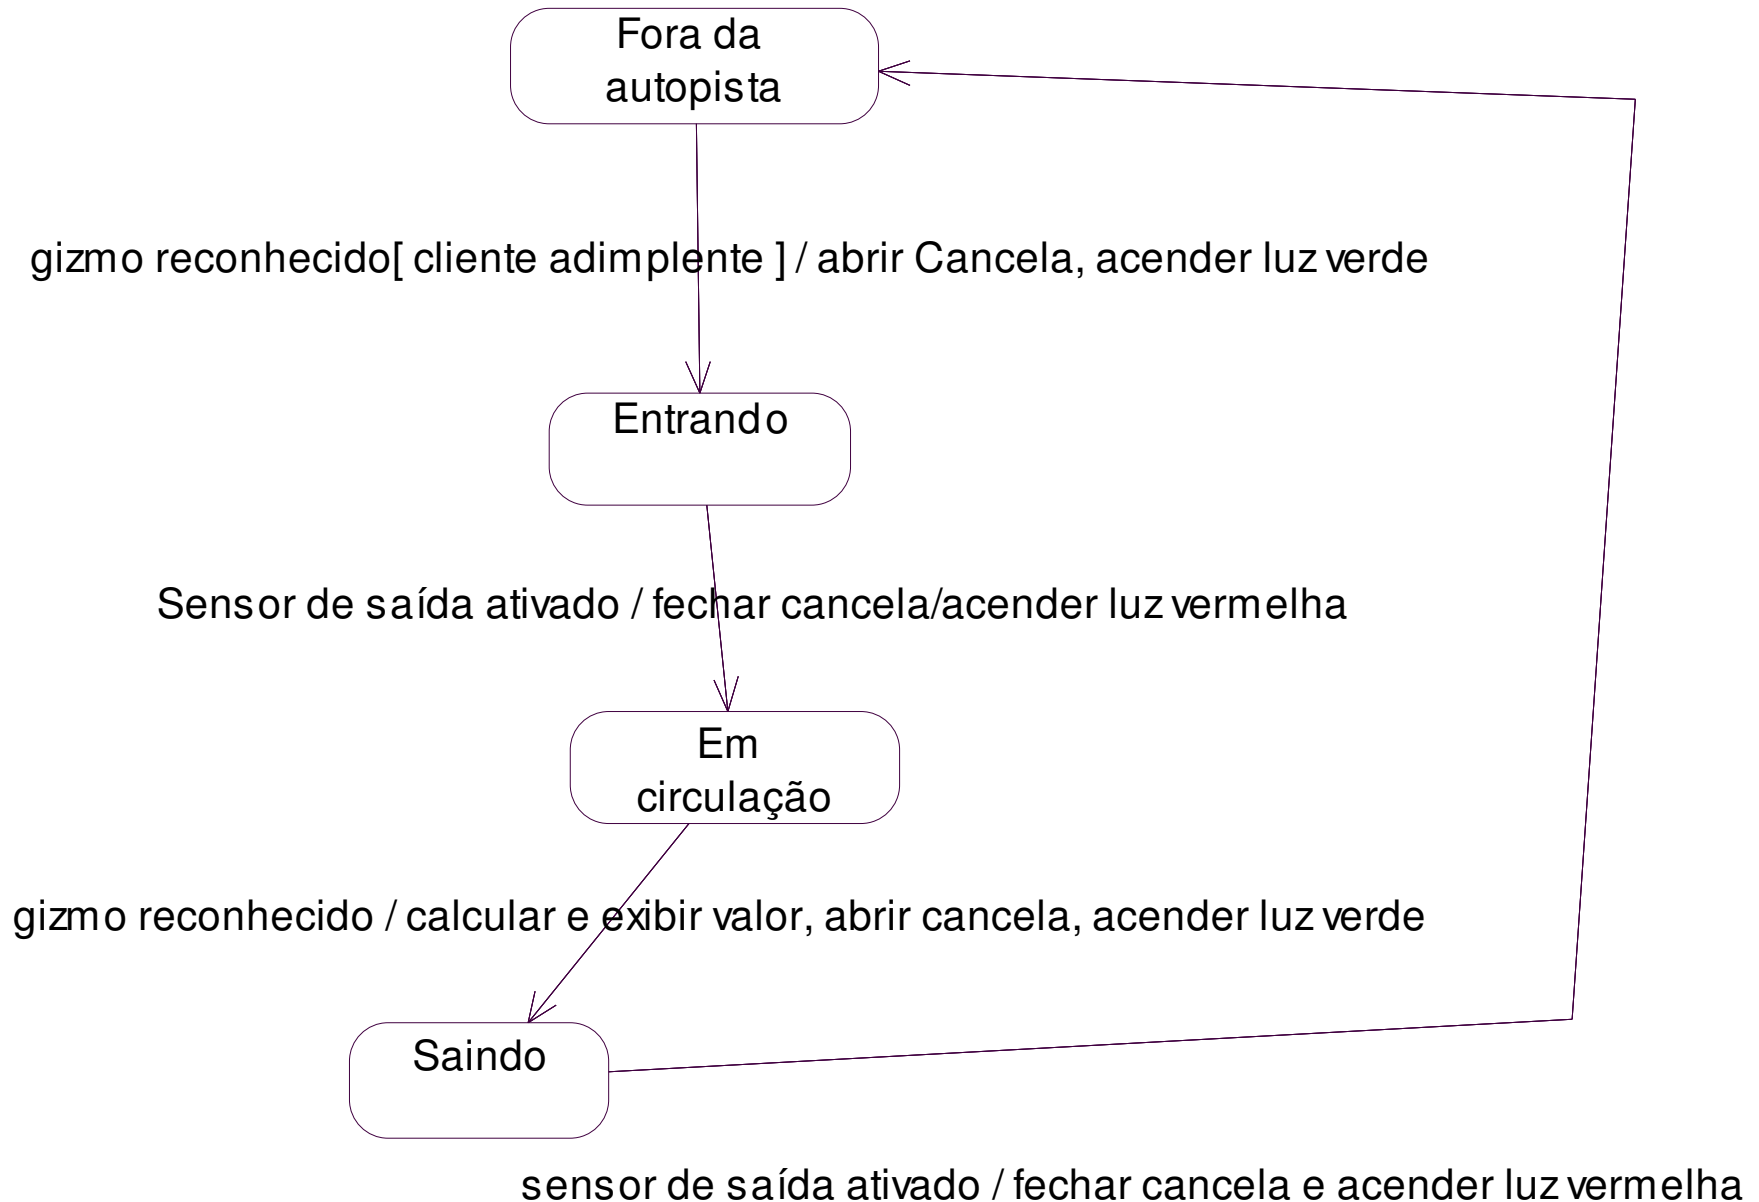 Fora da
autopista
gizmo reconhecido[ cliente adimplente ] / abrir Cancela, acender luz verde
Entrando
Sensor de saída ativado / fechar cancela/acender luz vermelha
Em
circulação
gizmo reconhecido / calcular e exibir valor, abrir cancela, acender luz verde
Saindo
sensor de saída ativado / fechar cancela e acender luz vermelha